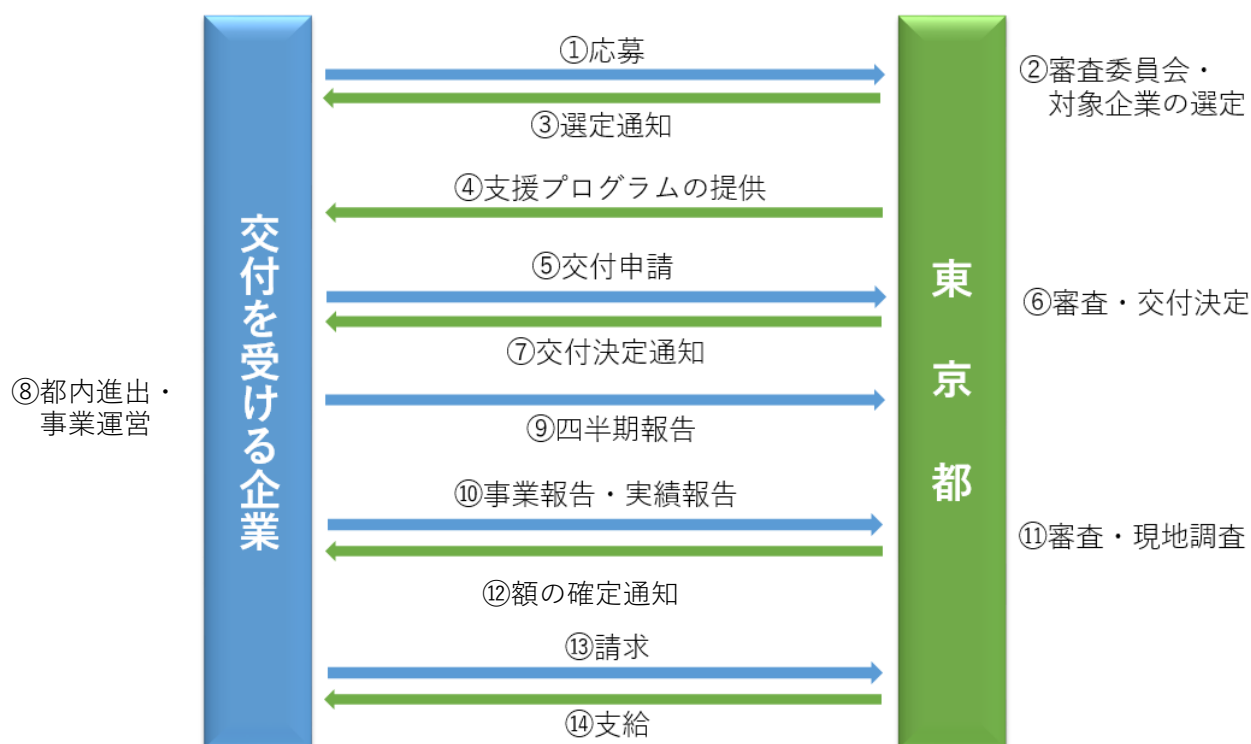 ①応募
②審査委員会・
対象企業の選定
③選定通知
④支援プログラムの提供
交付を受ける企業
東京都
⑤交付申請
⑥審査・交付決定
⑦交付決定通知
⑧都内進出・
事業運営
⑨四半期報告
⑩事業報告・実績報告
⑪審査・現地調査
⑫額の確定通知
⑬請求
⑭支給